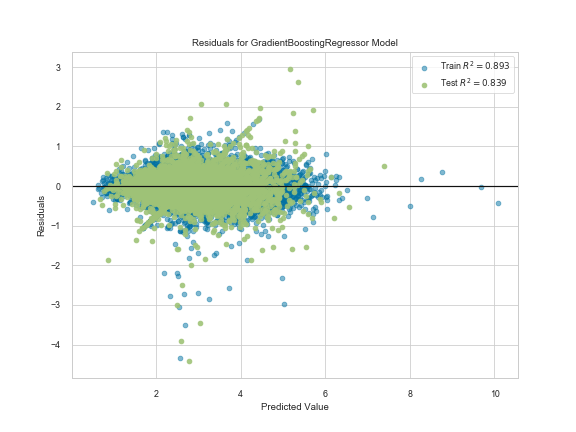 Residuals for GradientBoostingRegressor Model
Train R² = 0.893
Test R² = 0.839
3
2
1
0
−1
−2
−3
−4
Residuals
2
4
6
8
10
Predicted Value